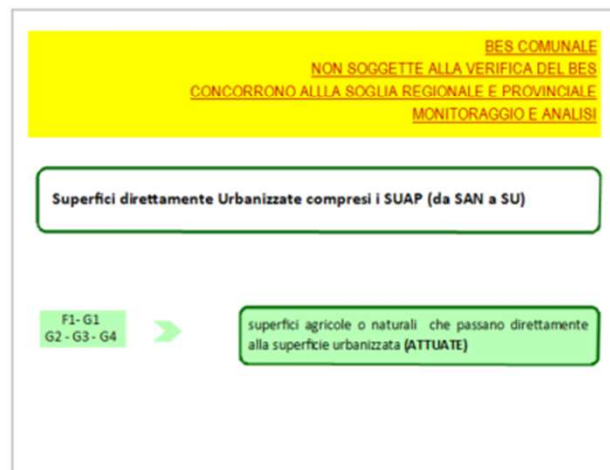 BES COMUNALE
NON SOGGETTE ALLA VERIFICA DEL BES
CONCORRONO ALLLA SOGLIA REGIONALE E PROVINCIALE
MONITORAGGIO E ANALISI
Superfici direttamente Urbanizzate compresi i SUAP (da SAN a SU)
F1- G1
G2 - G3 - G4
superfici agricole o naturali che passano direttamente
alla superficie urbanizzata (ATTUATE)